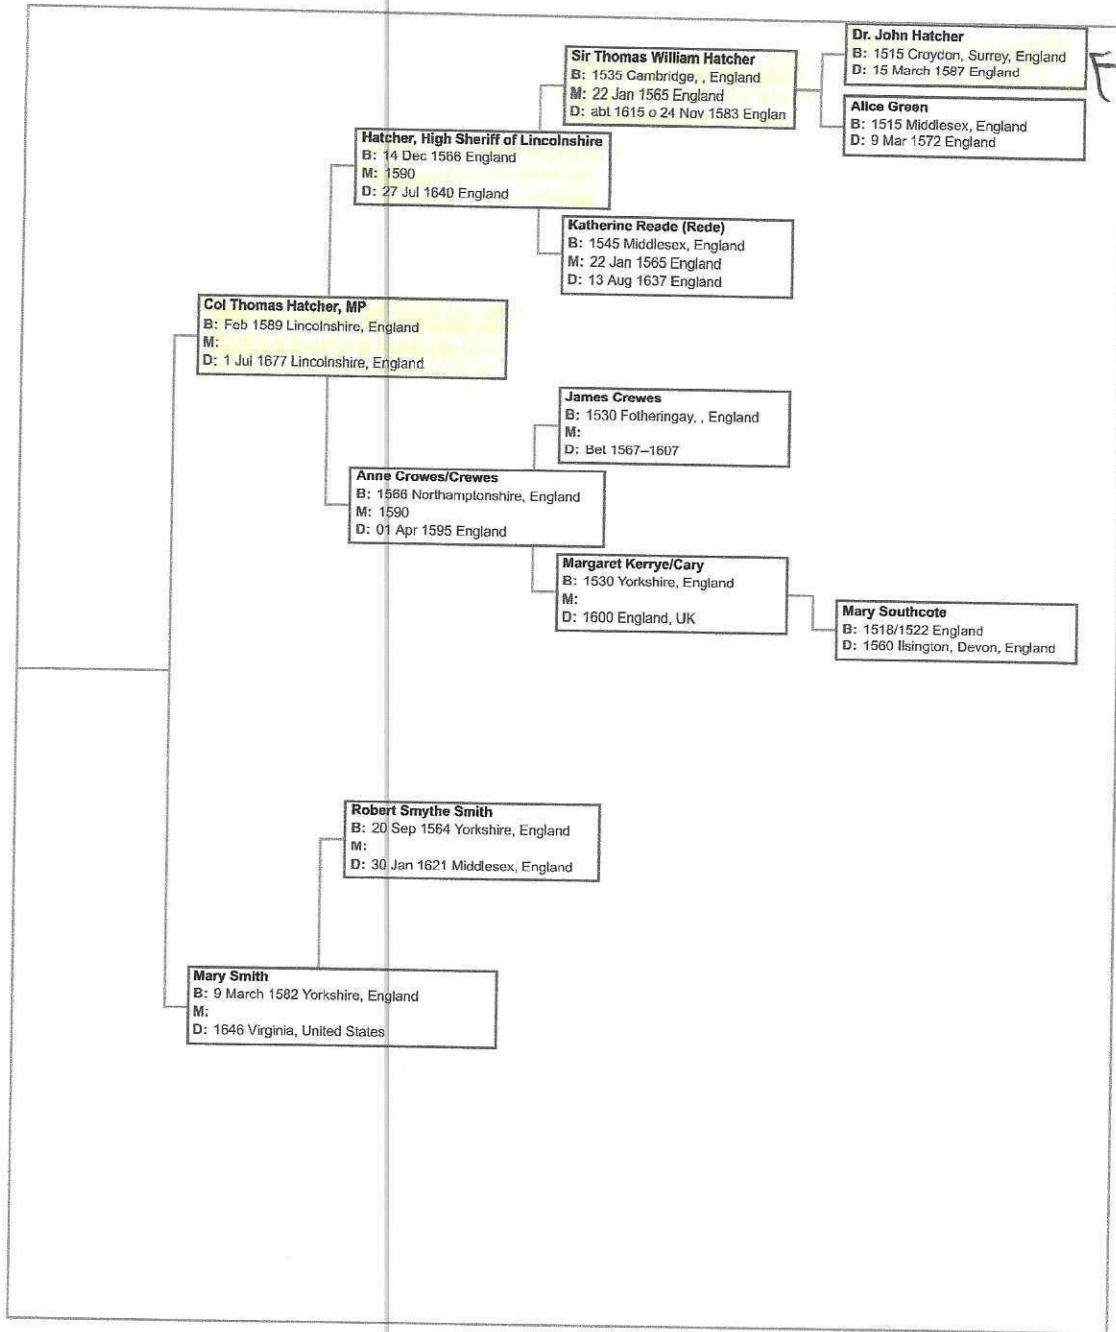 Dr. John Hatcher
B: 1515 Croydon, Surrey, England
D: 15 March 1587 England
Sir Thomas William Hatcher
B: 1535 Cambridge, , England
M: 22 Jan 1565 England
D: abt 1615 o 24 Nov 1583 Englan
Alice Green
B: 1515 Middlesex, England
D: 9 Mar 1572 England
Hatcher, High Sheriff of Lincolnshire
B: 14 Dec 1566 England
M: 1590
D: 27 Jul 1640 England
Katherine Reade (Rede)
B: 1545 Middlesex, England
M: 22 Jan 1565 England
D: 13 Aug 1637 England
Col Thomas Hatcher, MP
B: Feb 1589 Lincolnshire, England
M:
D: 1 Jul 1677 Lincolnshire, England
James Crewes
B: 1530 Fotheringay, , England
M:
D: Bet 1567–1607
Anne Crowes/Crewes
B: 1566 Northamptonshire, England
M: 1590
D: 01 Apr 1595 England
Margaret Kerrye/Cary
B: 1530 Yorkshire, England
M:
D: 1600 England, UK
Mary Southcote
B: 1518/1522 England
D: 1560 Ilsington, Devon, England
Robert Smythe Smith
B: 20 Sep 1564 Yorkshire, England
M:
D: 30 Jan 1621 Middlesex, England
Mary Smith
B: 9 March 1582 Yorkshire, England
M:
D: 1646 Virginia, United States